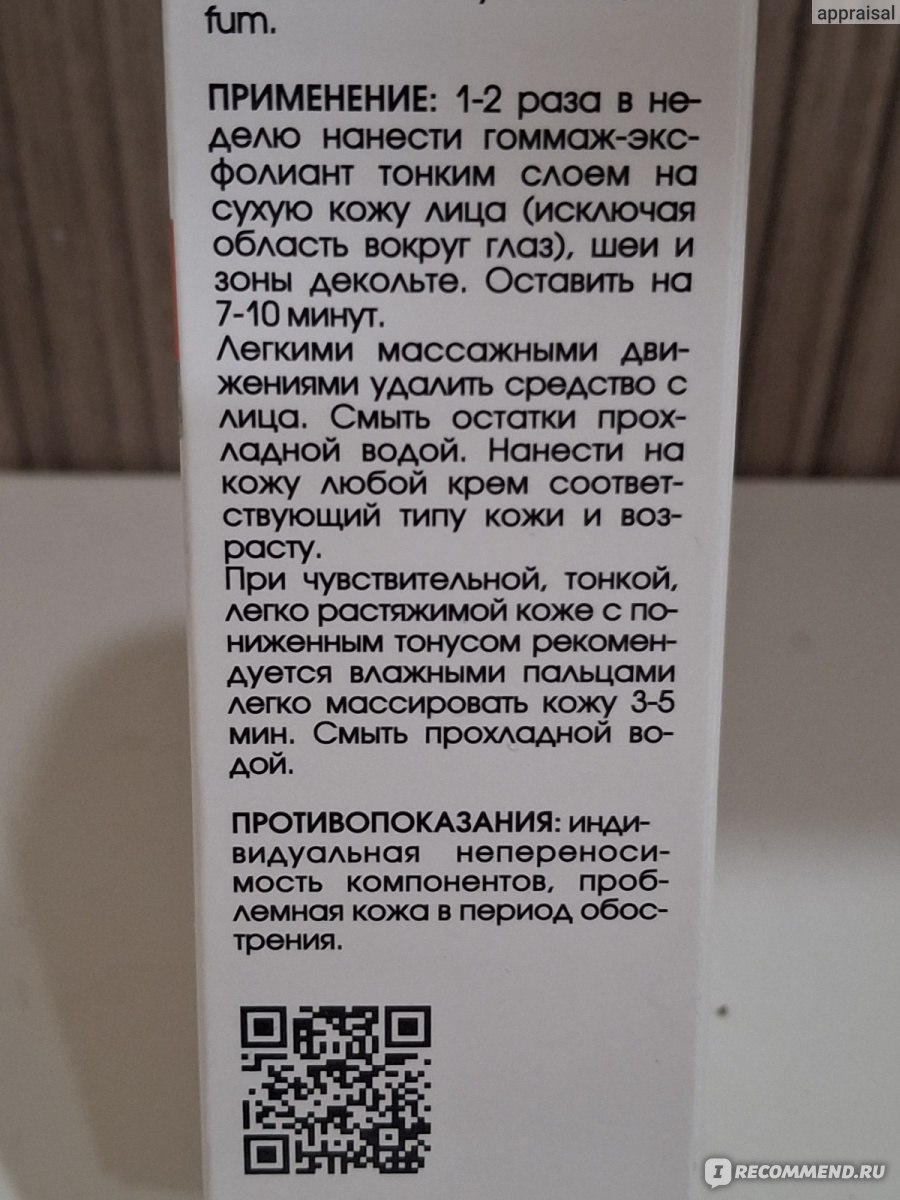 appraisal
fum.
ПРИМЕНЕНИЕ: 1-2 раза в не-
делю нанести гоммаж-экс-
фолиант тонким слоем на
сухую кожу лица (исключая
область вокруг глаз), шеи и
зоны декольте. Оставить на
7-10 минут.
Легкими массажными дви-
жениями удалить средство с
лица. Смыть остатки прох-
ладной водой. Нанести на
кожу любой крем соответ-
ствующий типу кожи и воз-
расту.
При чувствительной, тонкой,
легко растяжимой коже с по-
ниженным тонусом рекомен-
дуется влажными пальцами
легко массировать кожу 3-5
мин. Смыть прохладной во-
дой.
ПРОТИВОПОКАЗАНИЯ: инди-
видуальная непереноси-
мость компонентов, проб-
лемная кожа в период обос-
трения.
I RECOMMEND.RU